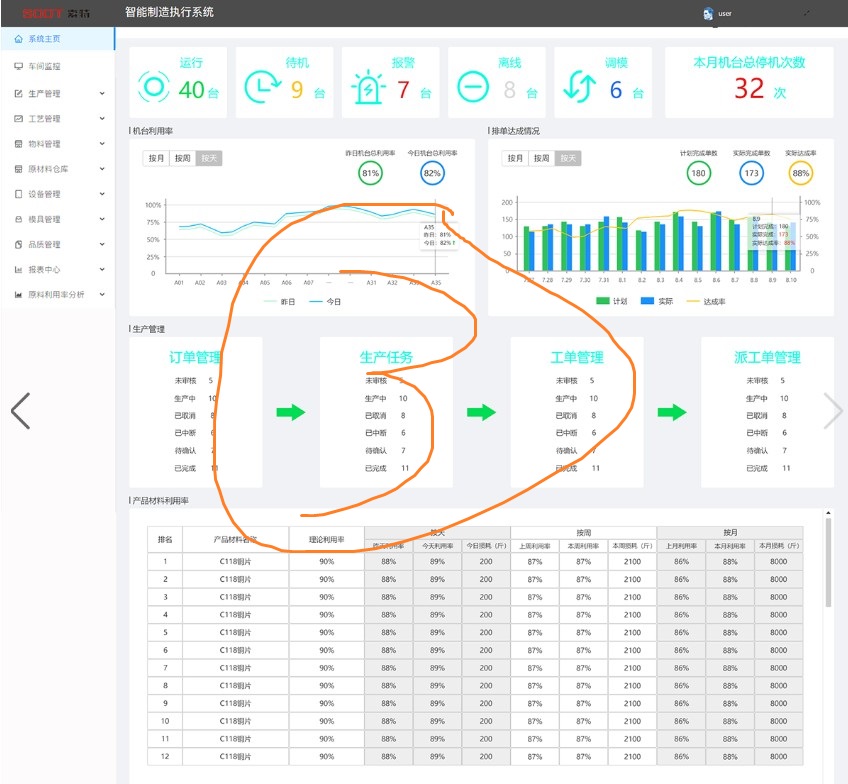 索特 智能制造执行系统 user
系统主页
车间监控
生产管理
工艺管理
物料管理
原材料仓库
设备管理
模具管理
品质管理
报表中心
原料利用率分析
运行 40 台
待机 9 台
报警 7 台
离线 8 台
调模 6 台
本月机台总停机次数
32 次
机台利用率
按月 按周 按天
昨日机台总利用率 今日机台总利用率
81% 82%
100%
75%
50%
25%
0
A35
昨日: 81%
今日: 82%↑
A01 A02 A03 A04 A05 A06 A07 — — A31 A32 A35
昨日 今日
排单达成情况
按月 按周 按天
计划完成单数 实际完成单数 实际达成率
180 173 88%
200 100%
150 75%
100 50%
50 25%
0 0
8.9
计划完成: 180
实际完成: 173
实际达成率: 88%
7.28 7.29 7.30 7.31 8.1 8.2 8.3 8.4 8.5 8.6 8.7 8.8 8.9 8.10
计划 实际 达成率
生产管理
订单管理
未审核 5
生产中 10
已取消 8
已中断 6
待确认 7
已完成 11
生产任务
未审核
生产中 10
已取消 8
已中断 6
待确认 7
已完成 11
工单管理
未审核 5
生产中 10
已取消 8
已中断 6
待确认 7
已完成 11
派工单管理
未审核 5
生产中 10
已取消 8
已中断 6
待确认 7
已完成 11
产品材料利用率
排名 产品材料名称 理论利用率 按天 按周 按月
昨天利用率 今天利用率 今日损耗（斤） 上周利用率 本周利用率 本周损耗（斤） 上月利用率 本月利用率 本月损耗（斤）
1 C118铜片 90% 88% 89% 200 87% 87% 2100 86% 88% 8000
2 C118铜片 90% 88% 89% 200 87% 87% 2100 86% 88% 8000
3 C118铜片 90% 88% 89% 200 87% 87% 2100 86% 88% 8000
4 C118铜片 90% 88% 89% 200 87% 87% 2100 86% 88% 8000
5 C118铜片 90% 88% 89% 200 87% 87% 2100 86% 88% 8000
6 C118铜片 90% 88% 89% 200 87% 87% 2100 86% 88% 8000
7 C118铜片 90% 88% 89% 200 87% 87% 2100 86% 88% 8000
8 C118铜片 90% 88% 89% 200 87% 87% 2100 86% 88% 8000
9 C118铜片 90% 88% 89% 200 87% 87% 2100 86% 88% 8000
10 C118铜片 90% 88% 89% 200 87% 87% 2100 86% 88% 8000
11 C118铜片 90% 88% 89% 200 87% 87% 2100 86% 88% 8000
12 C118铜片 90% 88% 89% 200 87% 87% 2100 86% 88% 8000